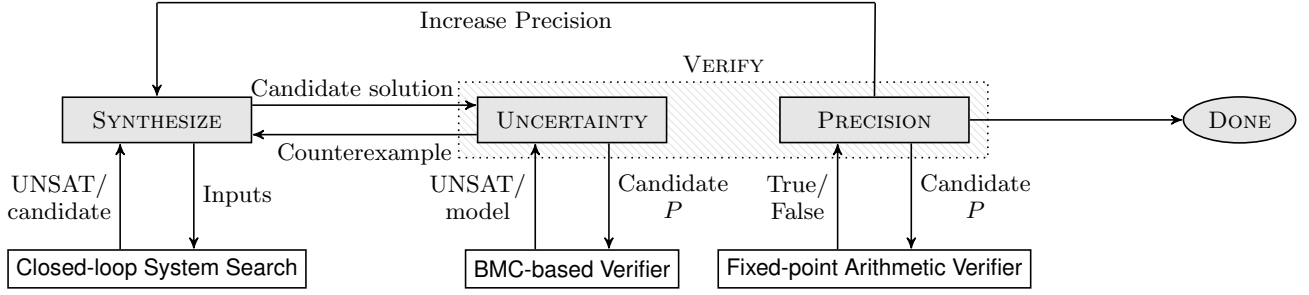 Increase Precision
VERIFY
Candidate solution
SYNTHESIZE
UNCERTAINTY
PRECISION
DONE
Counterexample
UNSAT/
candidate
Inputs
UNSAT/
model
Candidate
P
True/
False
Candidate
P
Closed-loop System Search
BMC-based Verifier
Fixed-point Arithmetic Verifier